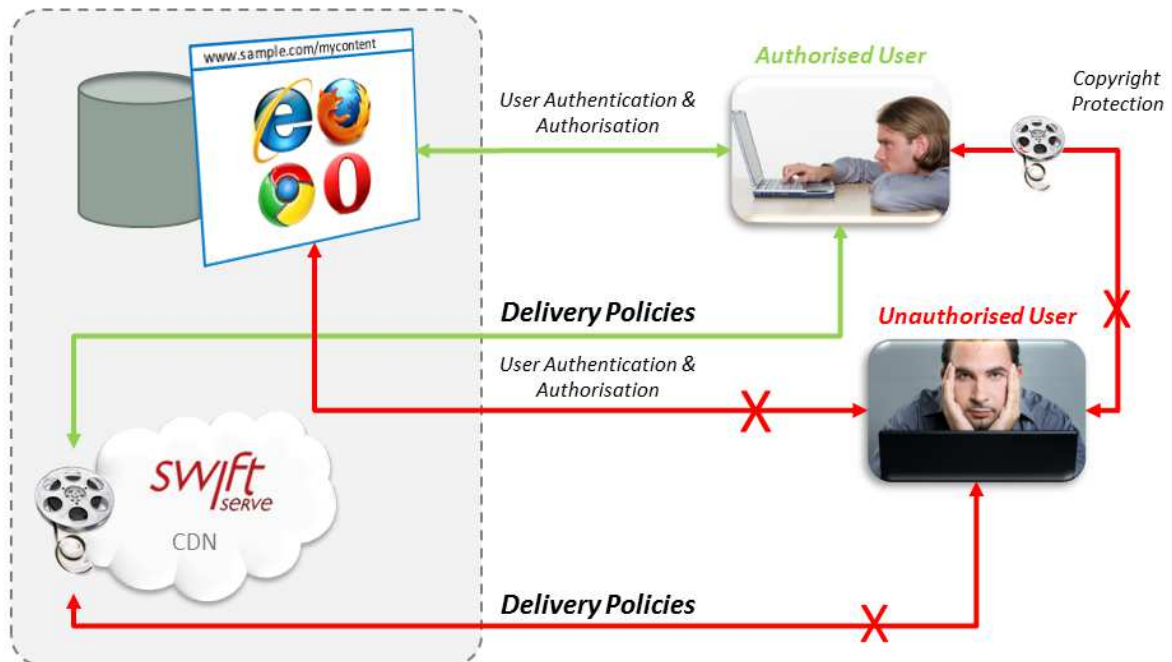 www.sample.com/mycontent
Authorised User
Copyright
Protection
User Authentication &
Authorisation
Delivery Policies
Unauthorised User
X
User Authentication &
Authorisation
X
swift
SERVE
CDN
Delivery Policies
X